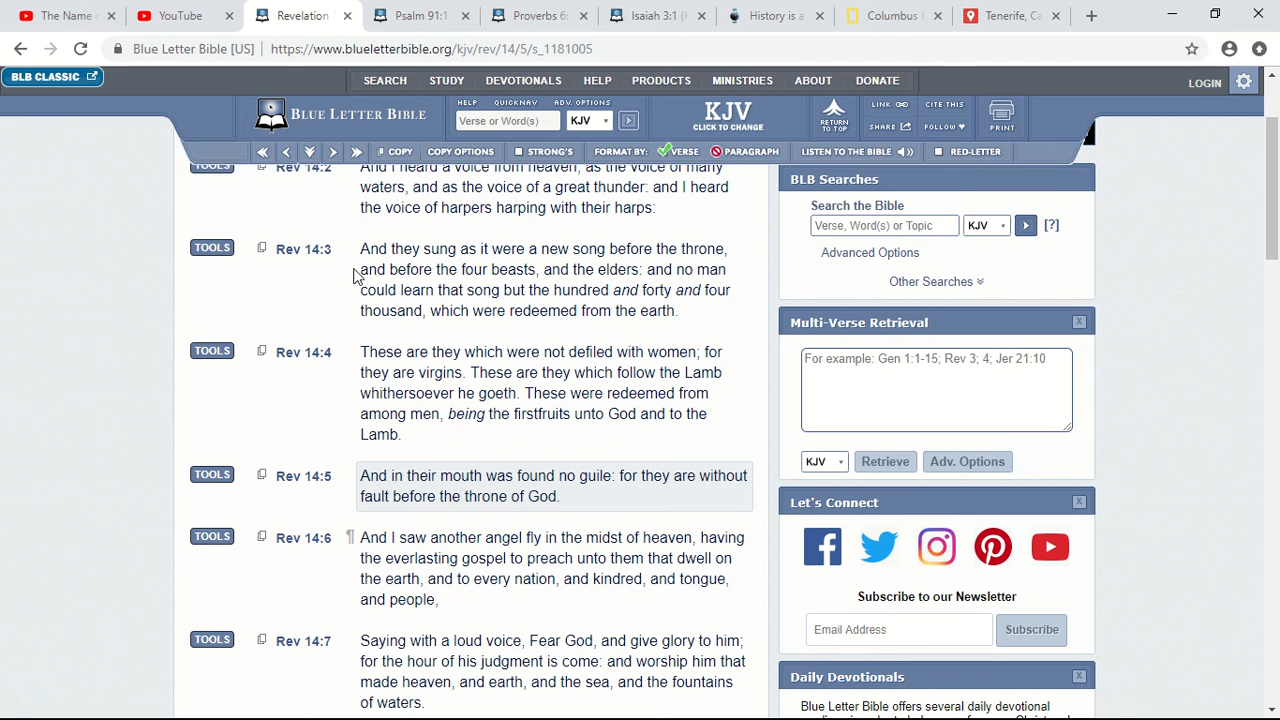 The Name
YouTube
Revelation
Psalm 91:1
Proverbs 6:
Isaiah 3:1 (
History is a
Columbus
Tenerife, Ca
Blue Letter Bible [US] https://www.blueletterbible.org/kjv/rev/14/5/s_1181005
BLB CLASSIC
SEARCH STUDY DEVOTIONALS HELP PRODUCTS MINISTRIES ABOUT DONATE
LOGIN
BLUE LETTER BIBLE
HELP QUICKNAV ADV. OPTIONS
Verse or Word(s) KJV
KJV
CLICK TO CHANGE
RETURN
TO TOP
LINK CITE THIS
SHARE FOLLOW
PRINT
COPY COPY OPTIONS STRONG'S FORMAT BY: VERSE PARAGRAPH LISTEN TO THE BIBLE RED-LETTER
TOOLS Rev 14:2 And I heard a voice from heaven, as the voice of many
waters, and as the voice of a great thunder: and I heard
the voice of harpers harping with their harps:
TOOLS Rev 14:3 And they sung as it were a new song before the throne,
and before the four beasts, and the elders: and no man
could learn that song but the hundred and forty and four
thousand, which were redeemed from the earth.
TOOLS Rev 14:4 These are they which were not defiled with women; for
they are virgins. These are they which follow the Lamb
whithersoever he goeth. These were redeemed from
among men, being the firstfruits unto God and to the
Lamb.
TOOLS Rev 14:5 And in their mouth was found no guile: for they are without
fault before the throne of God.
TOOLS Rev 14:6 ¶ And I saw another angel fly in the midst of heaven, having
the everlasting gospel to preach unto them that dwell on
the earth, and to every nation, and kindred, and tongue,
and people,
TOOLS Rev 14:7 Saying with a loud voice, Fear God, and give glory to him;
for the hour of his judgment is come: and worship him that
made heaven, and earth, and the sea, and the fountains
of waters.
BLB Searches
Search the Bible
Verse, Word(s) or Topic KJV [?]
Advanced Options
Other Searches
Multi-Verse Retrieval X
For example: Gen 1:1-15; Rev 3; 4; Jer 21:10
KJV Retrieve Adv. Options
Let's Connect X
Subscribe to our Newsletter
Email Address Subscribe
Daily Devotionals X
Blue Letter Bible offers several daily devotional